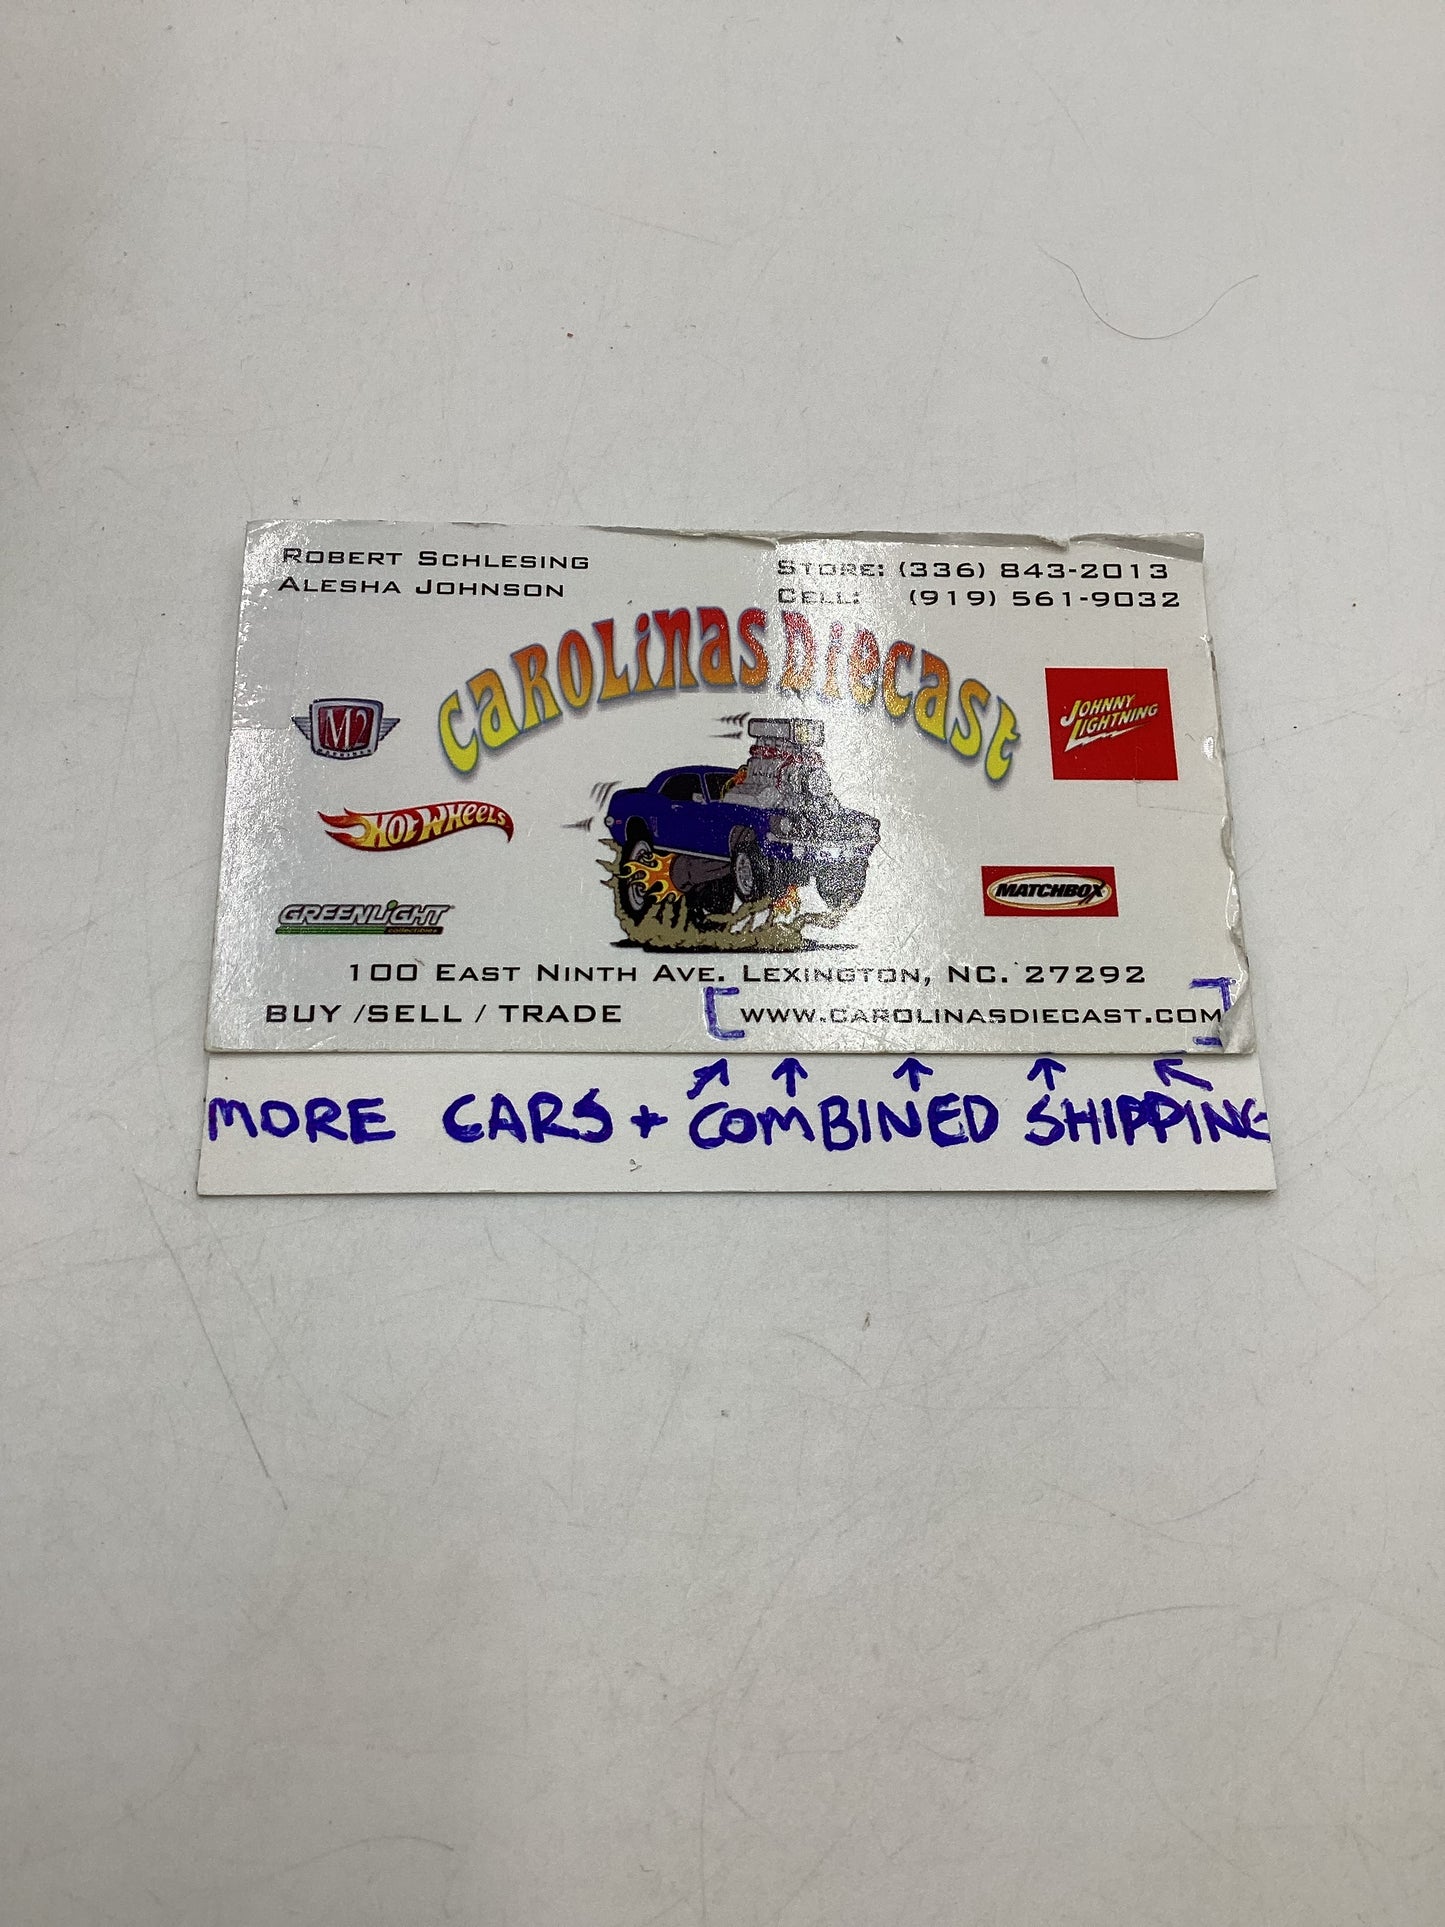 ROBERT SCHLESING
ALESHA JOHNSON
STORE: (336) 843-2013
CELL: (919) 561-9032
CAROLINAS DIECAST
M2
JOHNNY
LIGHTNING
HOT WHEELS
MATCHBOX
GREENLIGHT
collectibles
100 EAST NINTH AVE. LEXINGTON, NC. 27292
BUY /SELL / TRADE [WWW.CAROLINASDIECAST.COM]
MORE CARS + COMBINED SHIPPING